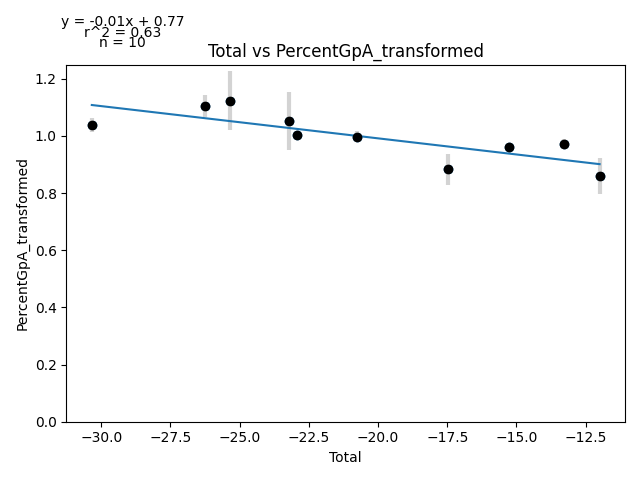 y = -0.01x + 0.77
r^2 = 0.63
n = 10
Total vs PercentGpA_transformed
1.2
1.0
0.8
0.6
0.4
0.2
0.0
PercentGpA_transformed
−30.0 −27.5 −25.0 −22.5 −20.0 −17.5 −15.0 −12.5
Total